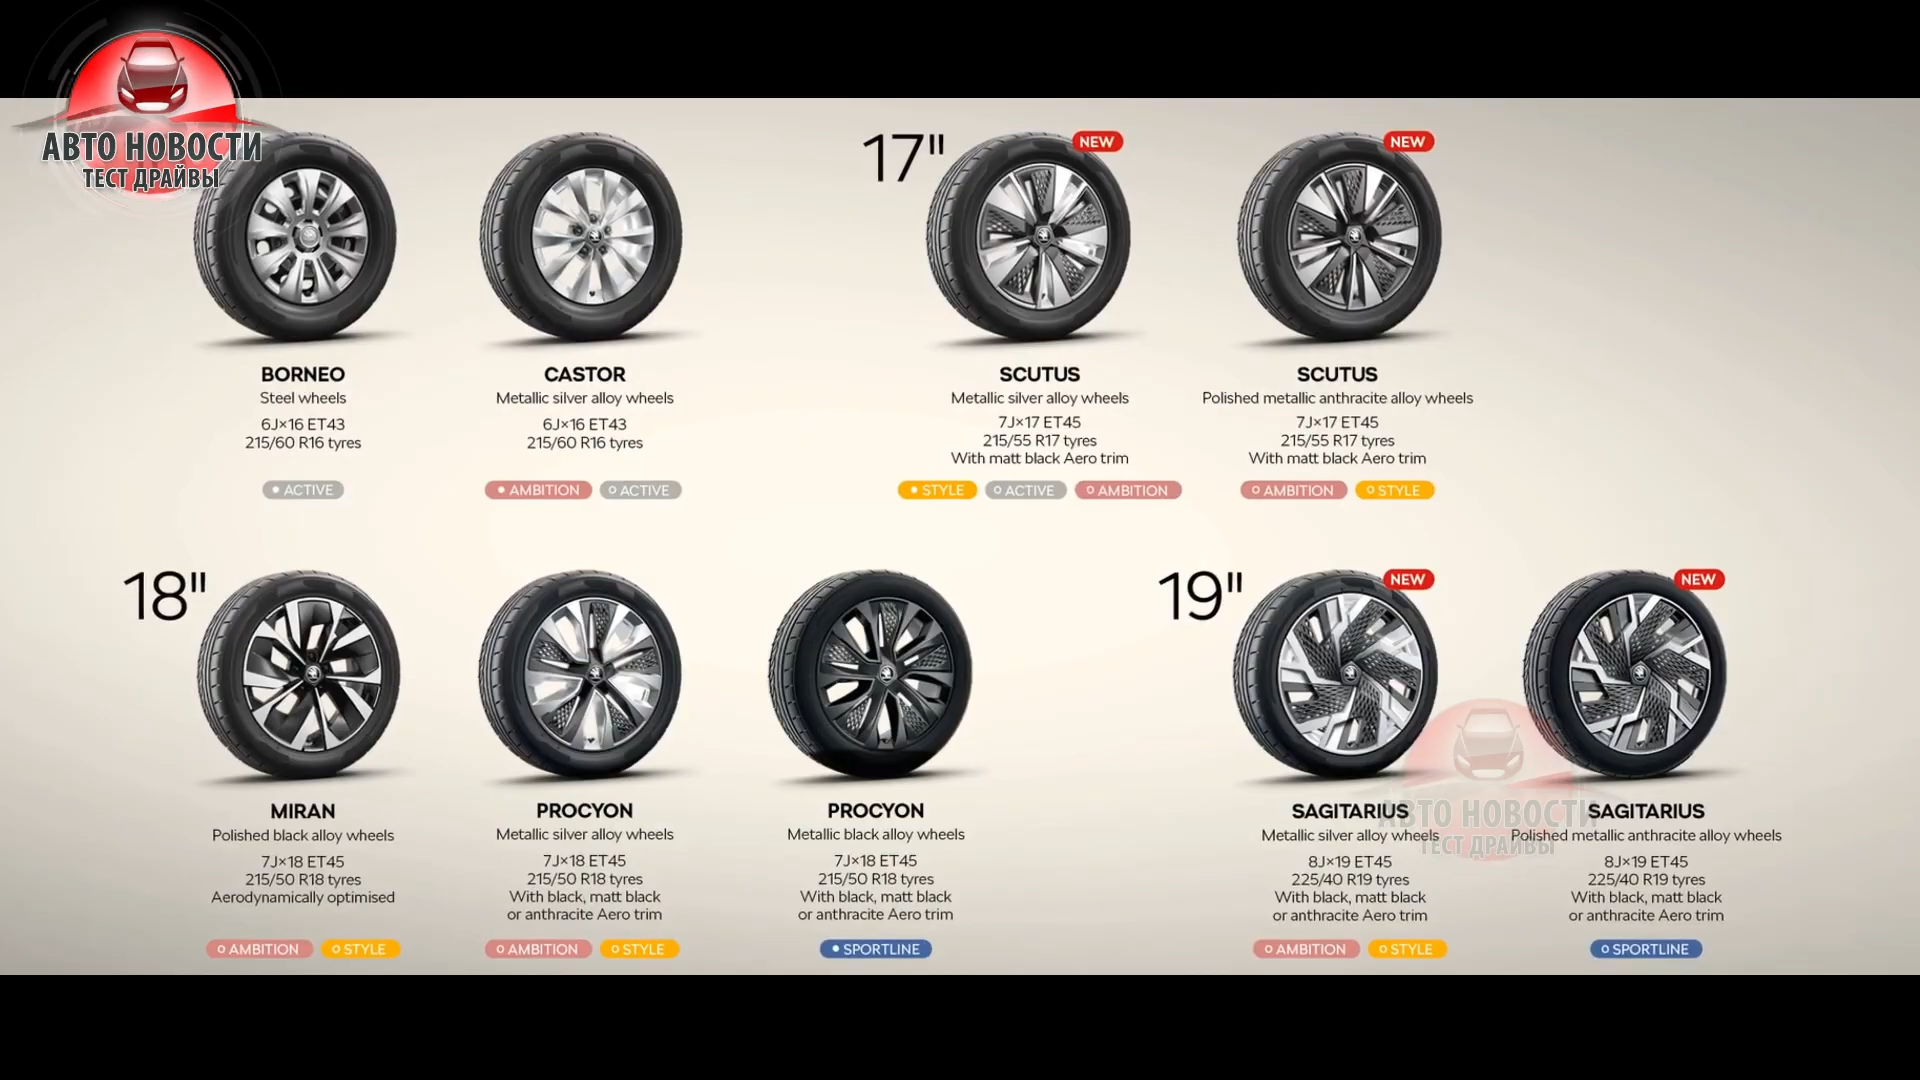 АВТО НОВОСТИ
ТЕСТ ДРАЙВЫ
BORNEO
Steel wheels
6J×16 ET43
215/60 R16 tyres
ACTIVE
CASTOR
Metallic silver alloy wheels
6J×16 ET43
215/60 R16 tyres
AMBITION
ACTIVE
17"
NEW
SCUTUS
Metallic silver alloy wheels
7J×17 ET45
215/55 R17 tyres
With matt black Aero trim
STYLE
ACTIVE
AMBITION
NEW
SCUTUS
Polished metallic anthracite alloy wheels
7J×17 ET45
215/55 R17 tyres
With matt black Aero trim
AMBITION
STYLE
18"
MIRAN
Polished black alloy wheels
7J×18 ET45
215/50 R18 tyres
Aerodynamically optimised
AMBITION
STYLE
PROCYON
Metallic silver alloy wheels
7J×18 ET45
215/50 R18 tyres
With black, matt black
or anthracite Aero trim
AMBITION
STYLE
PROCYON
Metallic black alloy wheels
7J×18 ET45
215/50 R18 tyres
With black, matt black
or anthracite Aero trim
SPORTLINE
19"
NEW
SAGITARIUS
Metallic silver alloy wheels
8J×19 ET45
225/40 R19 tyres
With black, matt black
or anthracite Aero trim
AMBITION
STYLE
NEW
SAGITARIUS
Polished metallic anthracite alloy wheels
8J×19 ET45
225/40 R19 tyres
With black, matt black
or anthracite Aero trim
SPORTLINE
АВТО НОВОСТИ
ТЕСТ ДРАЙВЫ